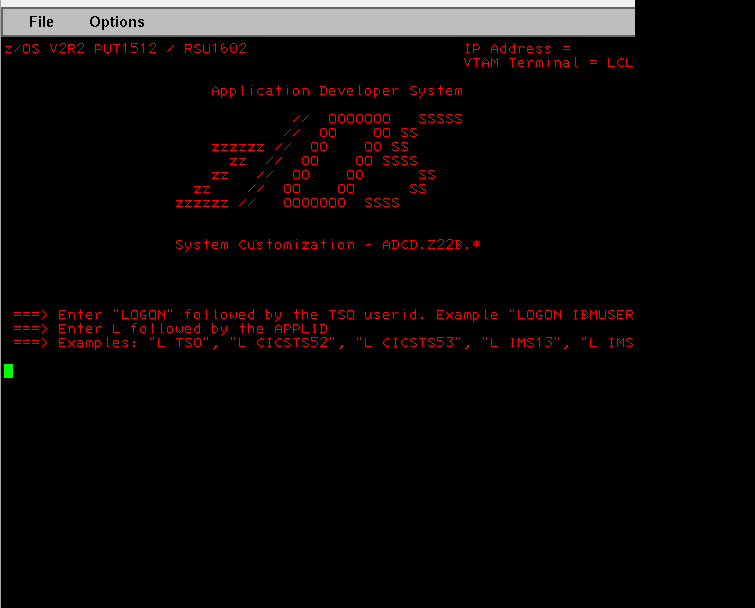 File Options
z/OS V2R2 PUT1512 / RSU1602 IP Address =
VTAM Terminal = LCL
Application Developer System
// OOOOOOO SSSSS
// OO OO SS
zzzzzz // OO OO SS
zz // OO OO SSSS
zz // OO OO SS
zz // OO OO SS
zzzzzz // OOOOOOO SSSS
System Customization - ADCD.Z22B.*
===> Enter "LOGON" followed by the TSO userid. Example "LOGON IBMUSER
===> Enter L followed by the APPLID
===> Examples: "L TSO", "L CICSTS52", "L CICSTS53", "L IMS13", "L IMS